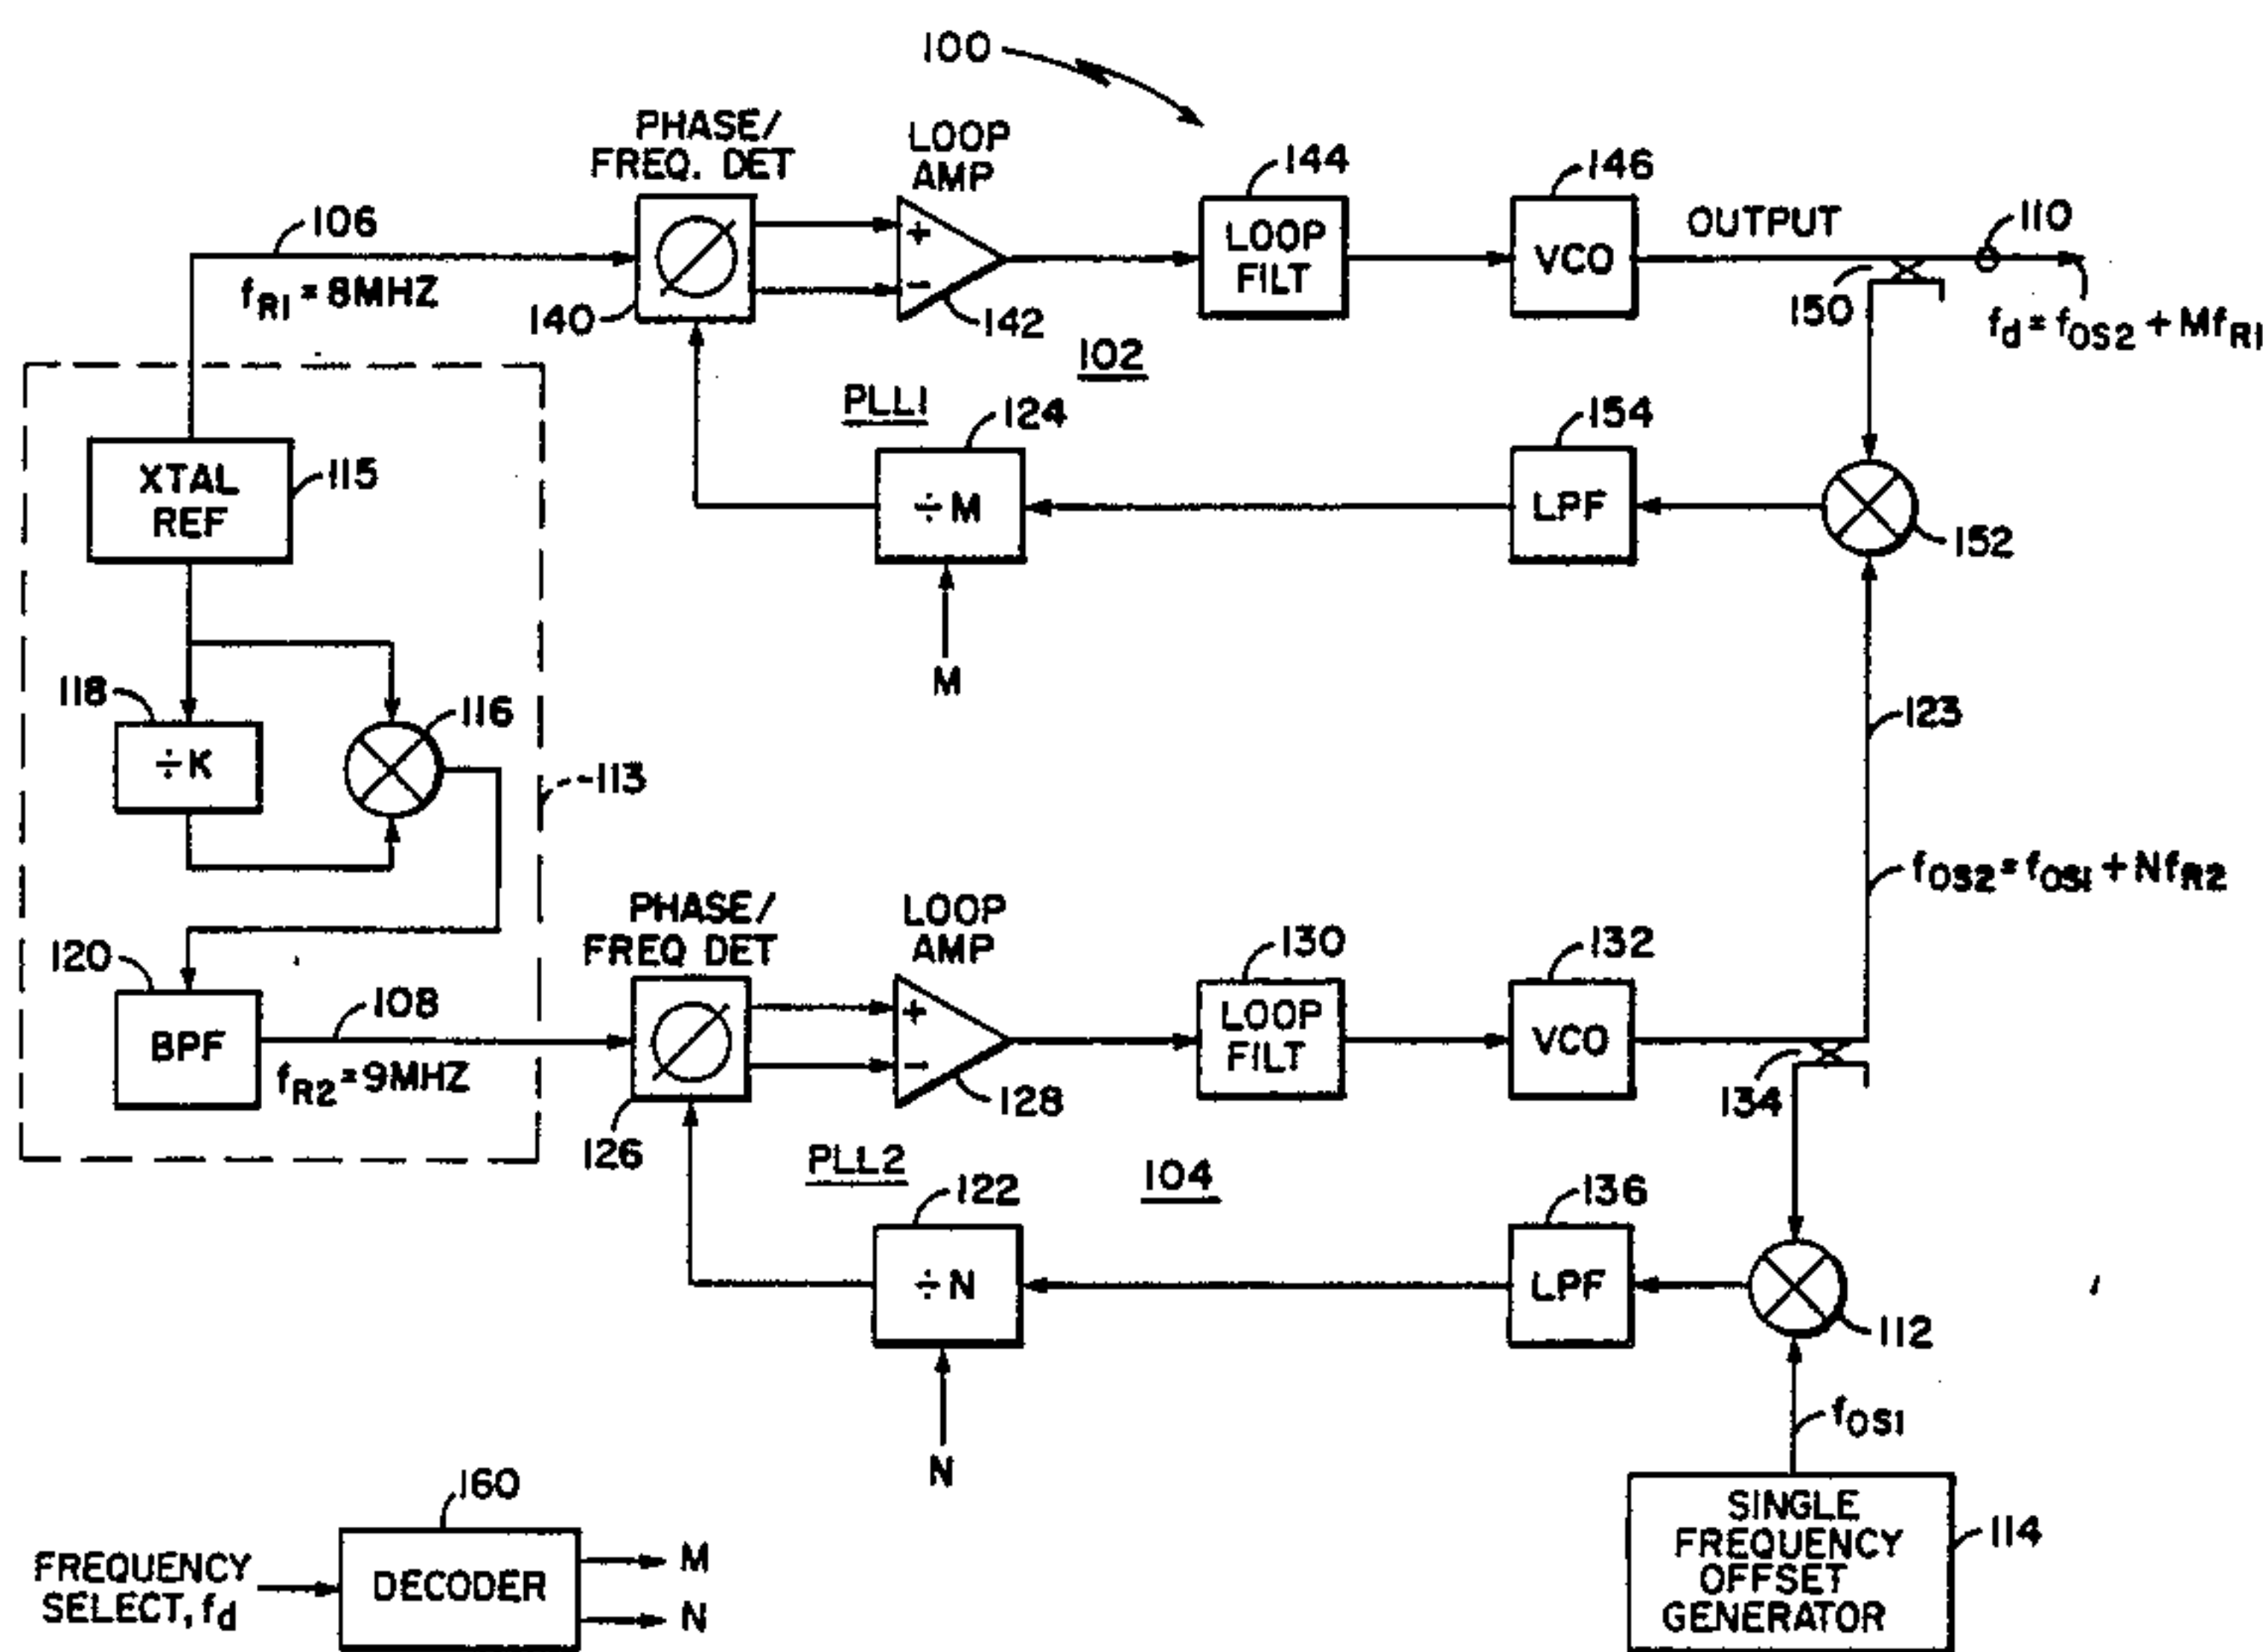 100
PHASE/
FREQ. DET
LOOP
AMP
144
146
106
LOOP
FILT
VCO
OUTPUT
110
f_R1 = 8MHZ
140
142
150
f_d = f_OS2 + Mf_R1
102
PLL1
124
154
XTAL
REF
115
÷M
LPF
152
M
118
116
123
÷K
113
f_OS2 = f_OS1 + Nf_R2
PHASE/
FREQ DET
LOOP
AMP
130
132
120
108
BPF
LOOP
FILT
VCO
f_R2 = 9MHZ
128
134
126
PLL2
104
122
136
÷N
LPF
112
N
f_OS1
160
FREQUENCY
SELECT, f_d
DECODER
M
N
SINGLE
FREQUENCY
OFFSET
GENERATOR
114